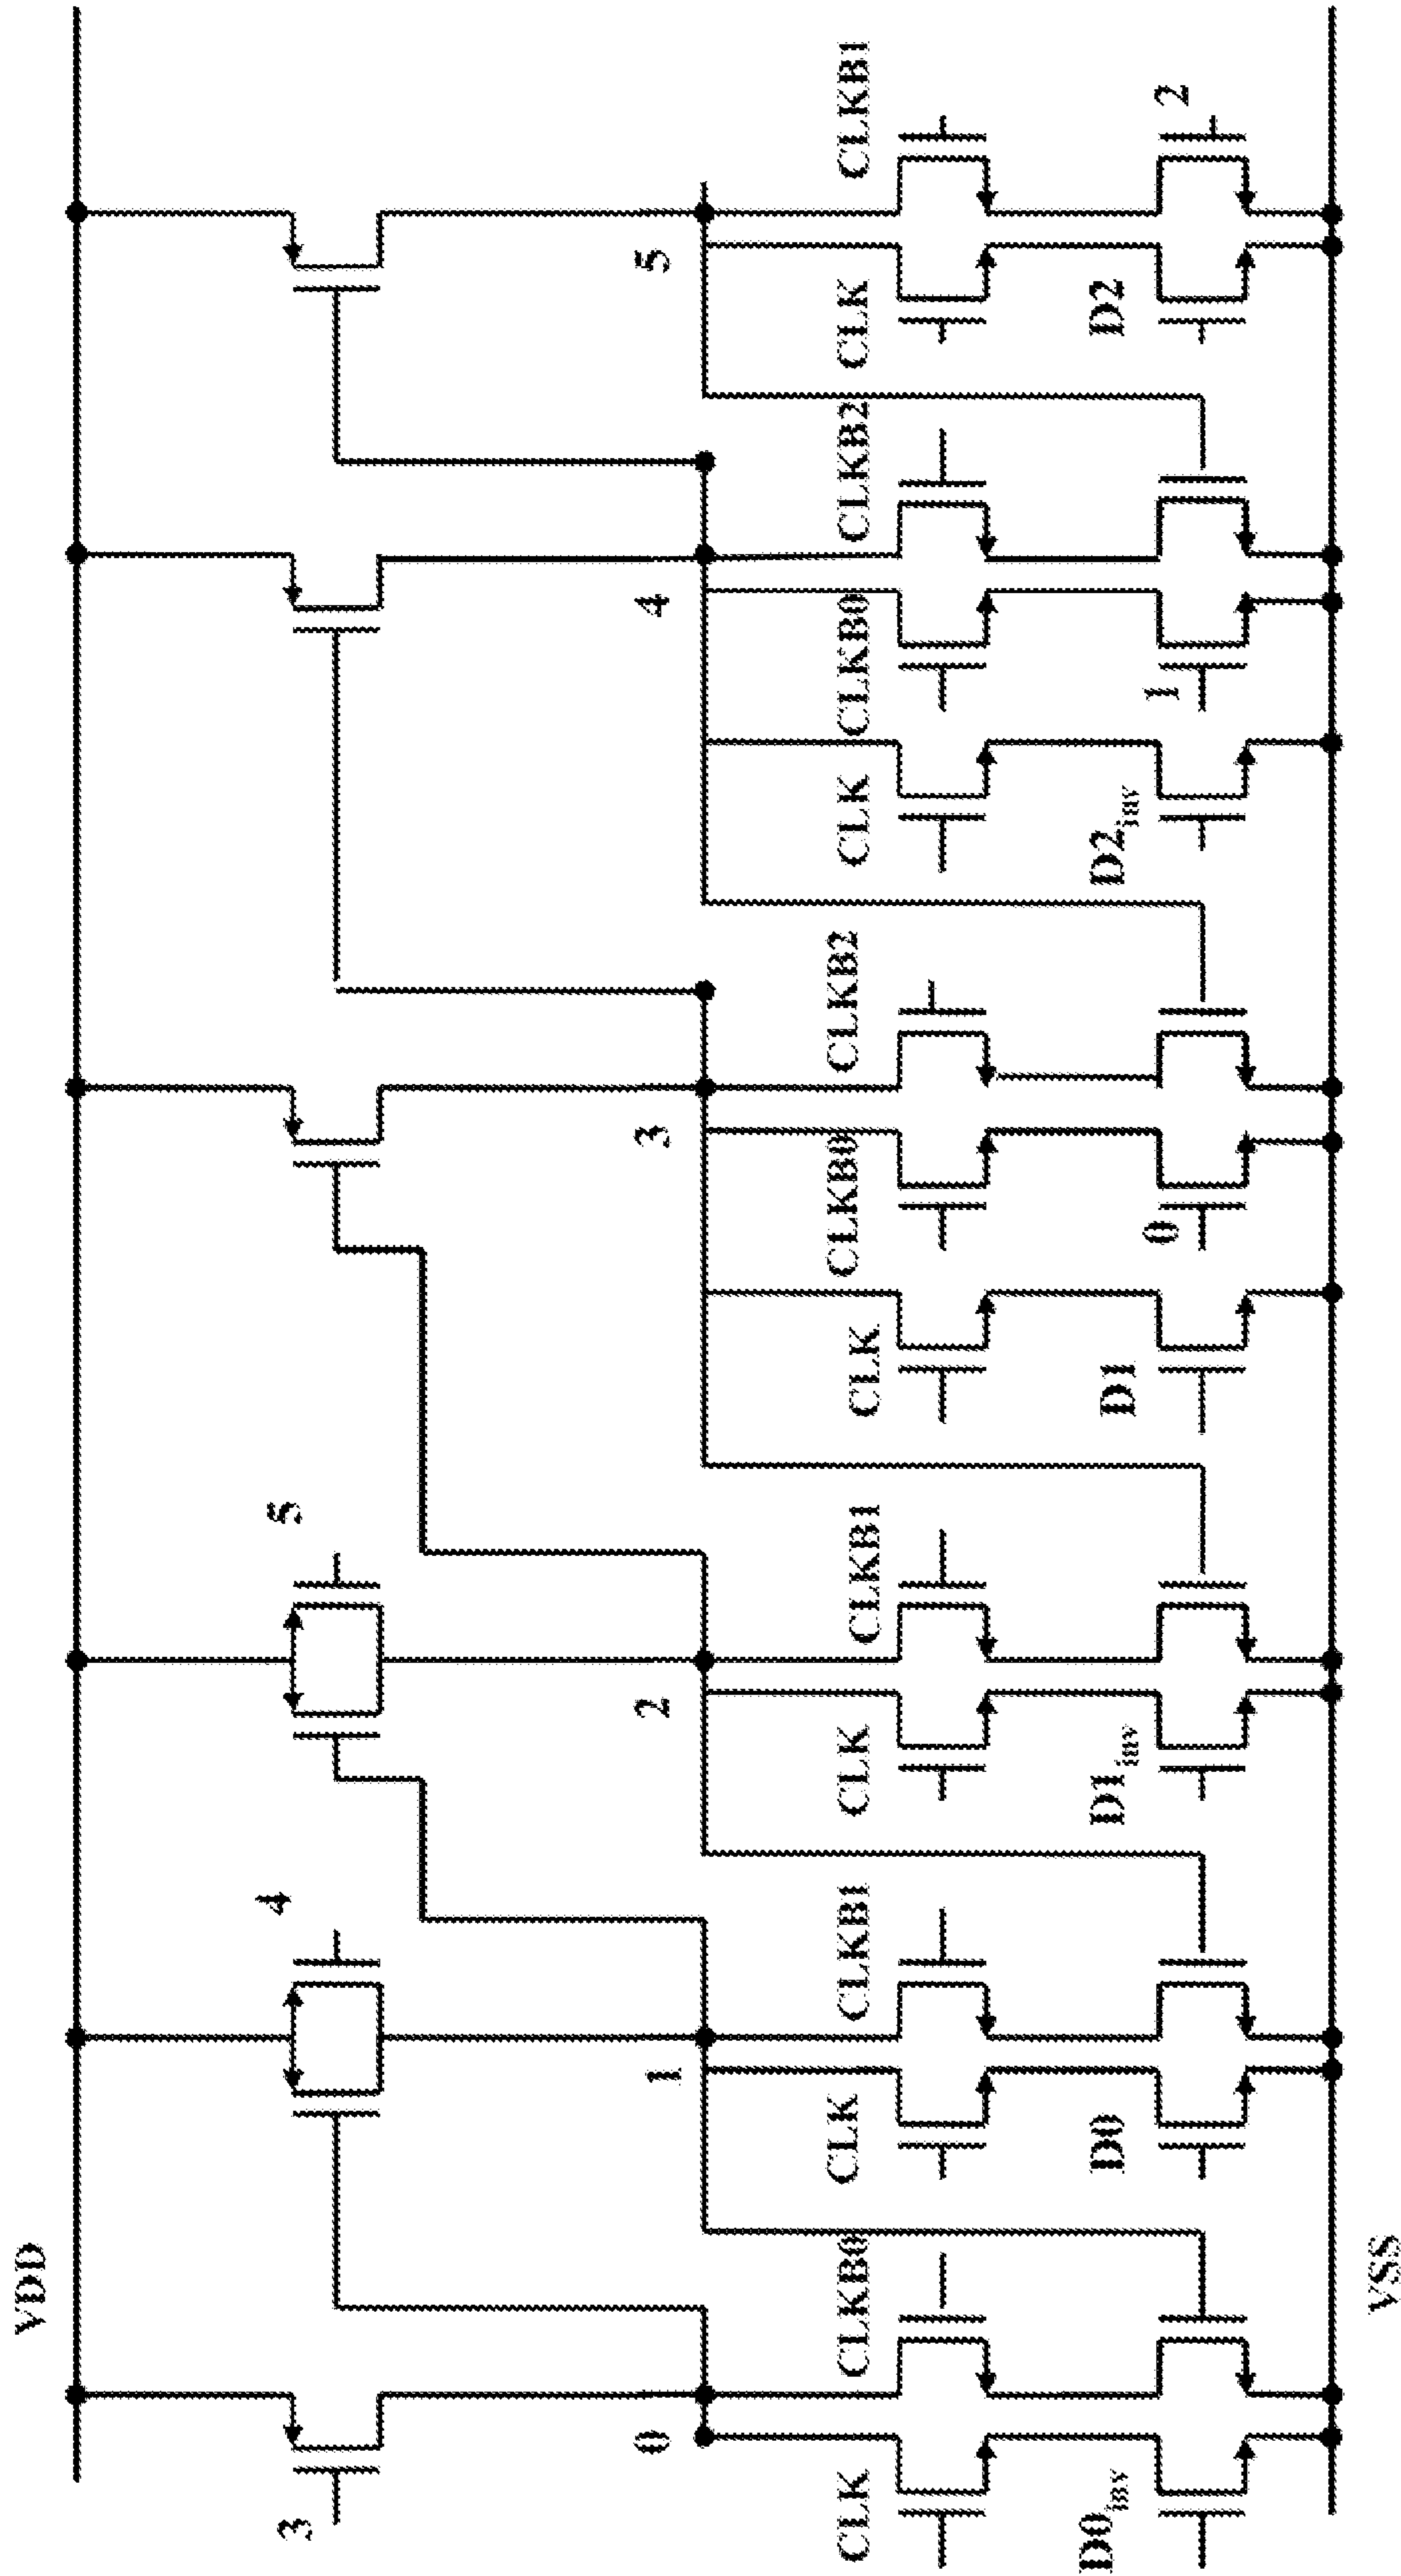 VDD
3
4
5
0
1
2
3
4
5
CLK
CLKB0
CLK
CLKB1
CLK
CLKB1
CLK
CLKB0
CLKB2
CLK
CLKB0
CLKB2
CLK
CLKB1
D0inv
D0
D1inv
D1
0
D2inv
1
D2
2
VSS